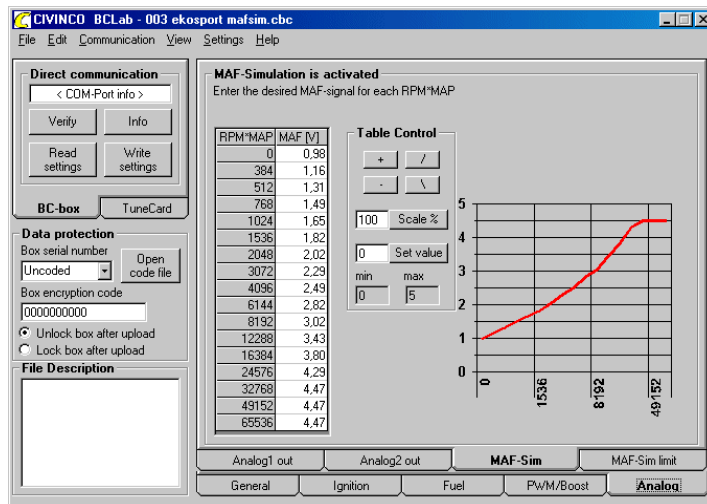 CIVINCO BCLab - 003 ekosport mafsim.cbc
File Edit Communication View Settings Help
Direct communication
< COM-Port info >
Verify Info
Read settings Write settings
BC-box TuneCard
Data protection
Box serial number
Uncoded Open code file
Box encryption code
0000000000
Unlock box after upload
Lock box after upload
File Description
MAF-Simulation is activated
Enter the desired MAF-signal for each RPM*MAP
RPM*MAP MAF [V]
0 0,98
384 1,16
512 1,31
768 1,49
1024 1,65
1536 1,82
2048 2,02
3072 2,29
4096 2,49
6144 2,82
8192 3,02
12288 3,43
16384 3,80
24576 4,29
32768 4,47
49152 4,47
65536 4,47
Table Control
+ /
- \
100 Scale %
0 Set value
min max
0 5
5
4
3
2
1
0
0 1536 8192 49152
Analog1 out Analog2 out MAF-Sim MAF-Sim limit
General Ignition Fuel PWM/Boost Analog